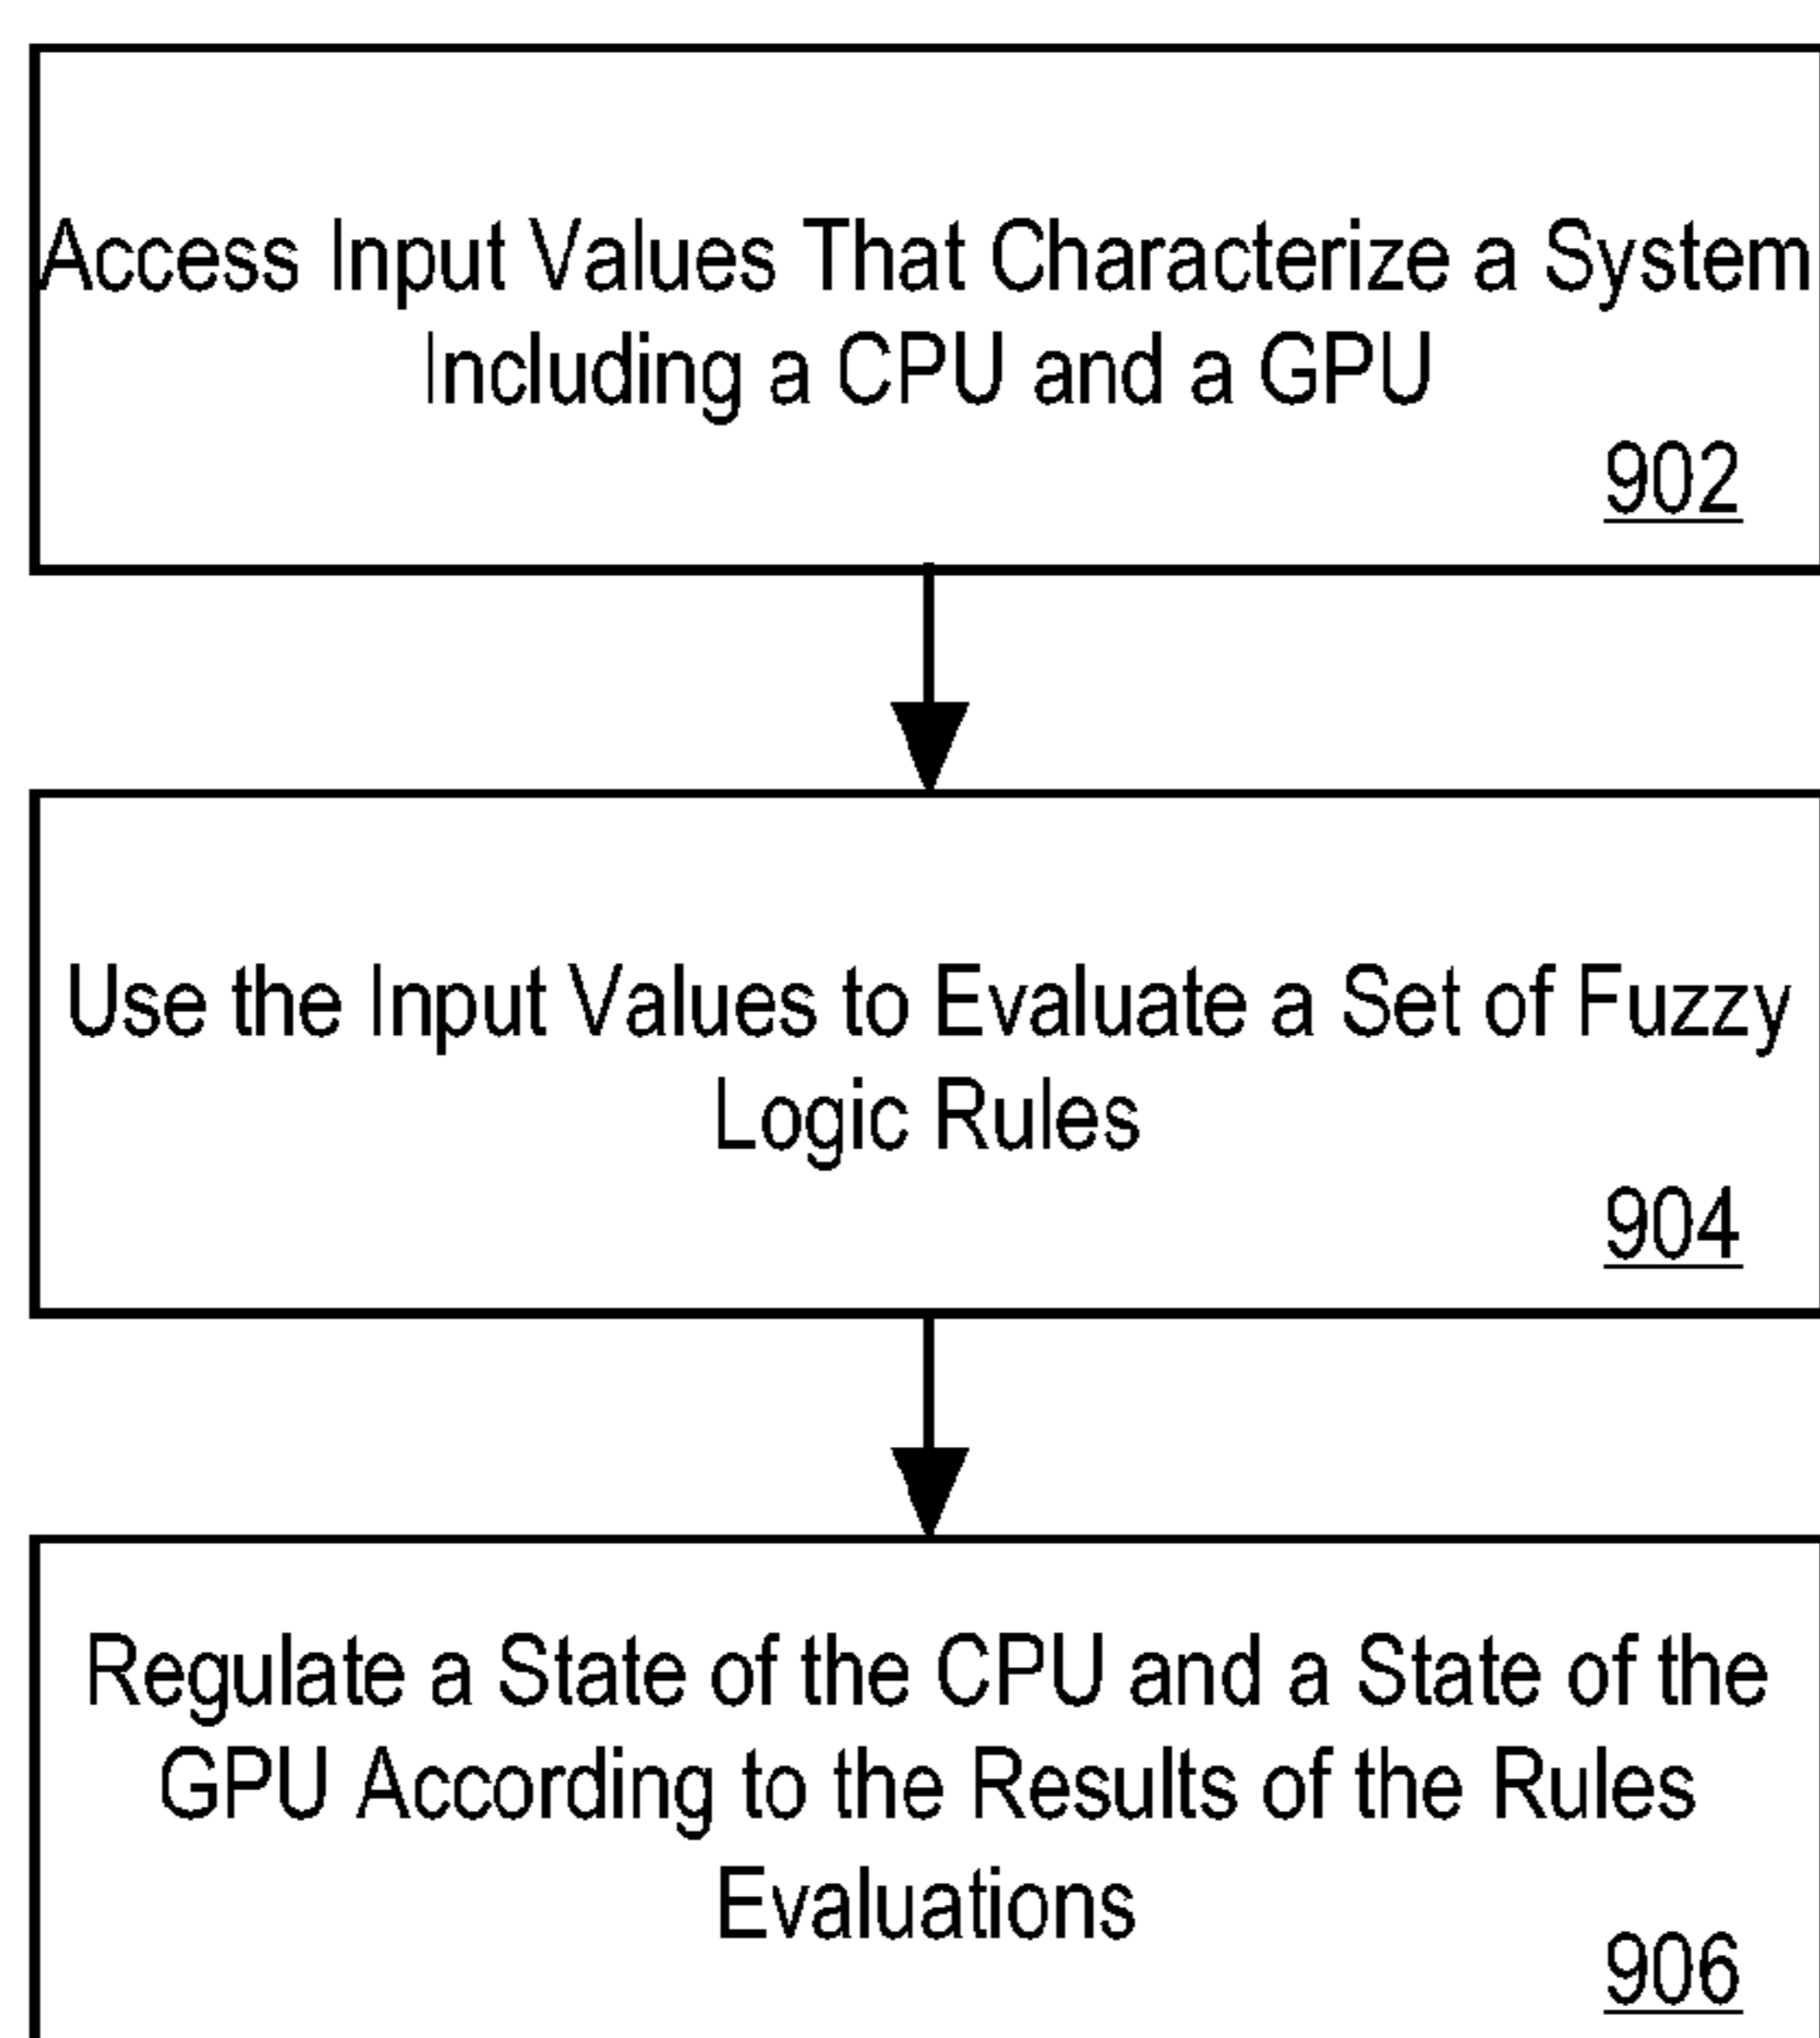 Access Input Values That Characterize a System
Including a CPU and a GPU
902
Use the Input Values to Evaluate a Set of Fuzzy
Logic Rules
904
Regulate a State of the CPU and a State of the
GPU According to the Results of the Rules
Evaluations
906